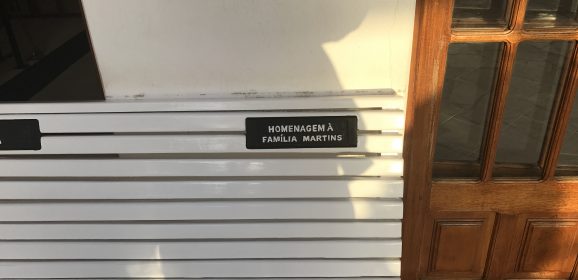 HOMENAGEM À
FAMÍLIA MARTINS